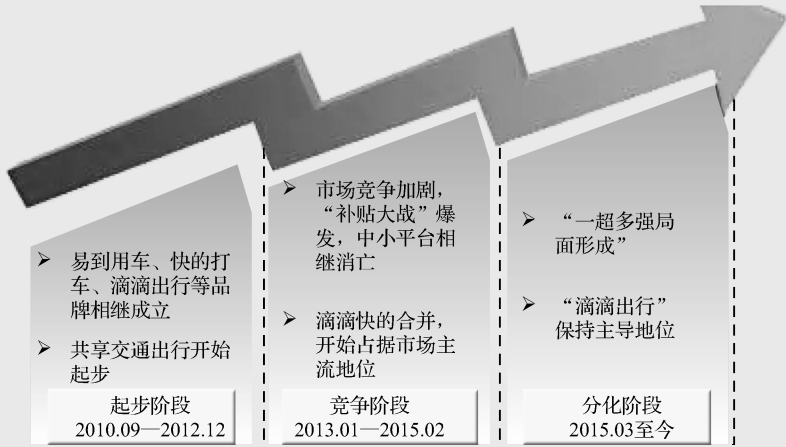 易到用车、快的打
车、滴滴出行等品
牌相继成立
共享交通出行开始
起步
起步阶段
2010.09—2012.12
市场竞争加剧，
“补贴大战”爆
发，中小平台相
继消亡
滴滴快的合并，
开始占据市场主
流地位
竞争阶段
2013.01—2015.02
“一超多强局
面形成”
“滴滴出行”
保持主导地位
分化阶段
2015.03至今